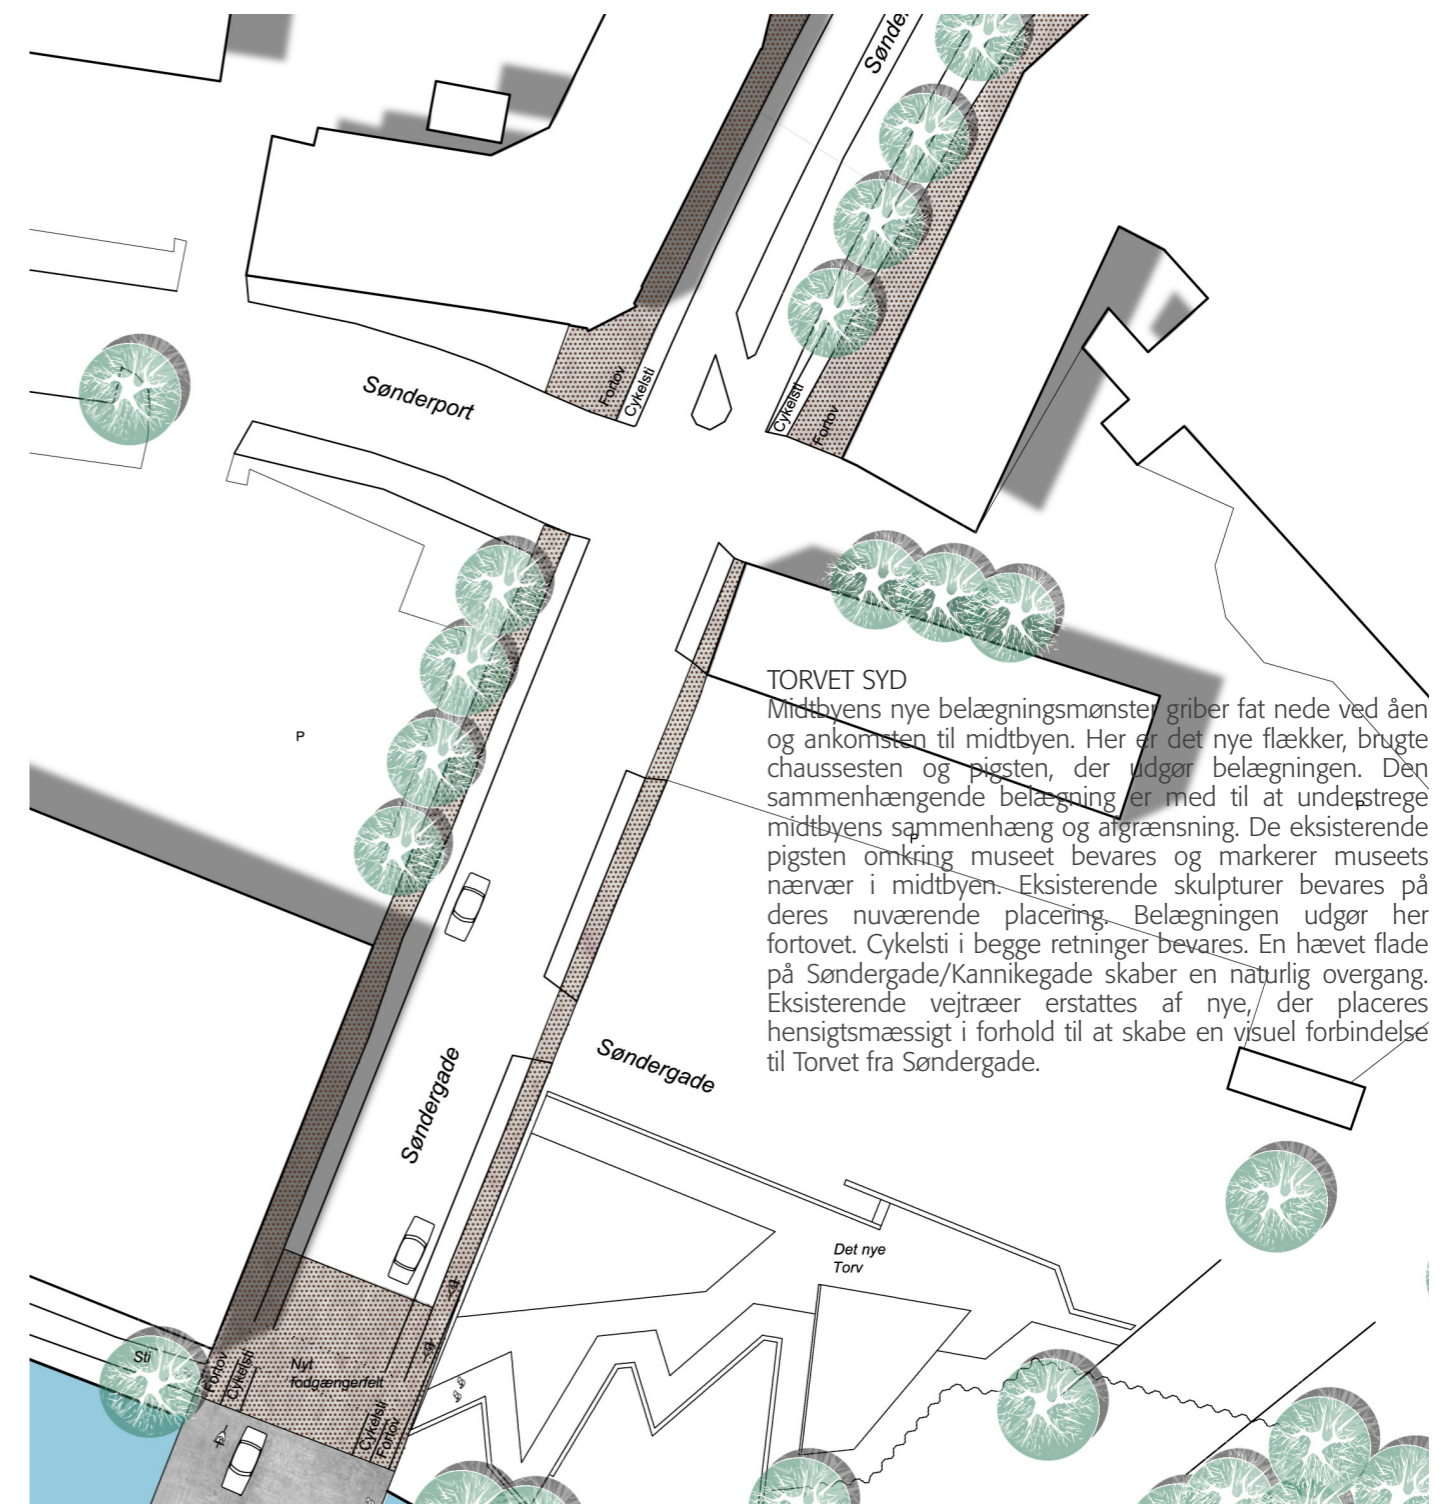 Sønder
Sønderport
Fortov
Cykelsti
Cykelsti
Fortov
P
TORVET SYD
Midtbyens nye belægningsmønster griber fat nede ved åen
og ankomsten til midtbyen. Her er det nye flækker, brugte
chaussesten og pigsten, der udgør belægningen. Den
sammenhængende belægning er med til at understrege
midtbyens sammenhæng og afgrænsning. De eksisterende
pigsten omkring museet bevares og markerer museets
nærvær i midtbyen. Eksisterende skulpturer bevares på
deres nuværende placering. Belægningen udgør her
fortovet. Cykelsti i begge retninger bevares. En hævet flade
på Søndergade/Kannikegade skaber en naturlig overgang.
Eksisterende vejtræer erstattes af nye, der placeres
hensigtsmæssigt i forhold til at skabe en visuel forbindelse
til Torvet fra Søndergade.
P
P
Søndergade
Søndergade
Det nye
Torv
Sti
Fortov
Cykelsti
Nyt
fodgængerfelt
Cykelsti
Fortov